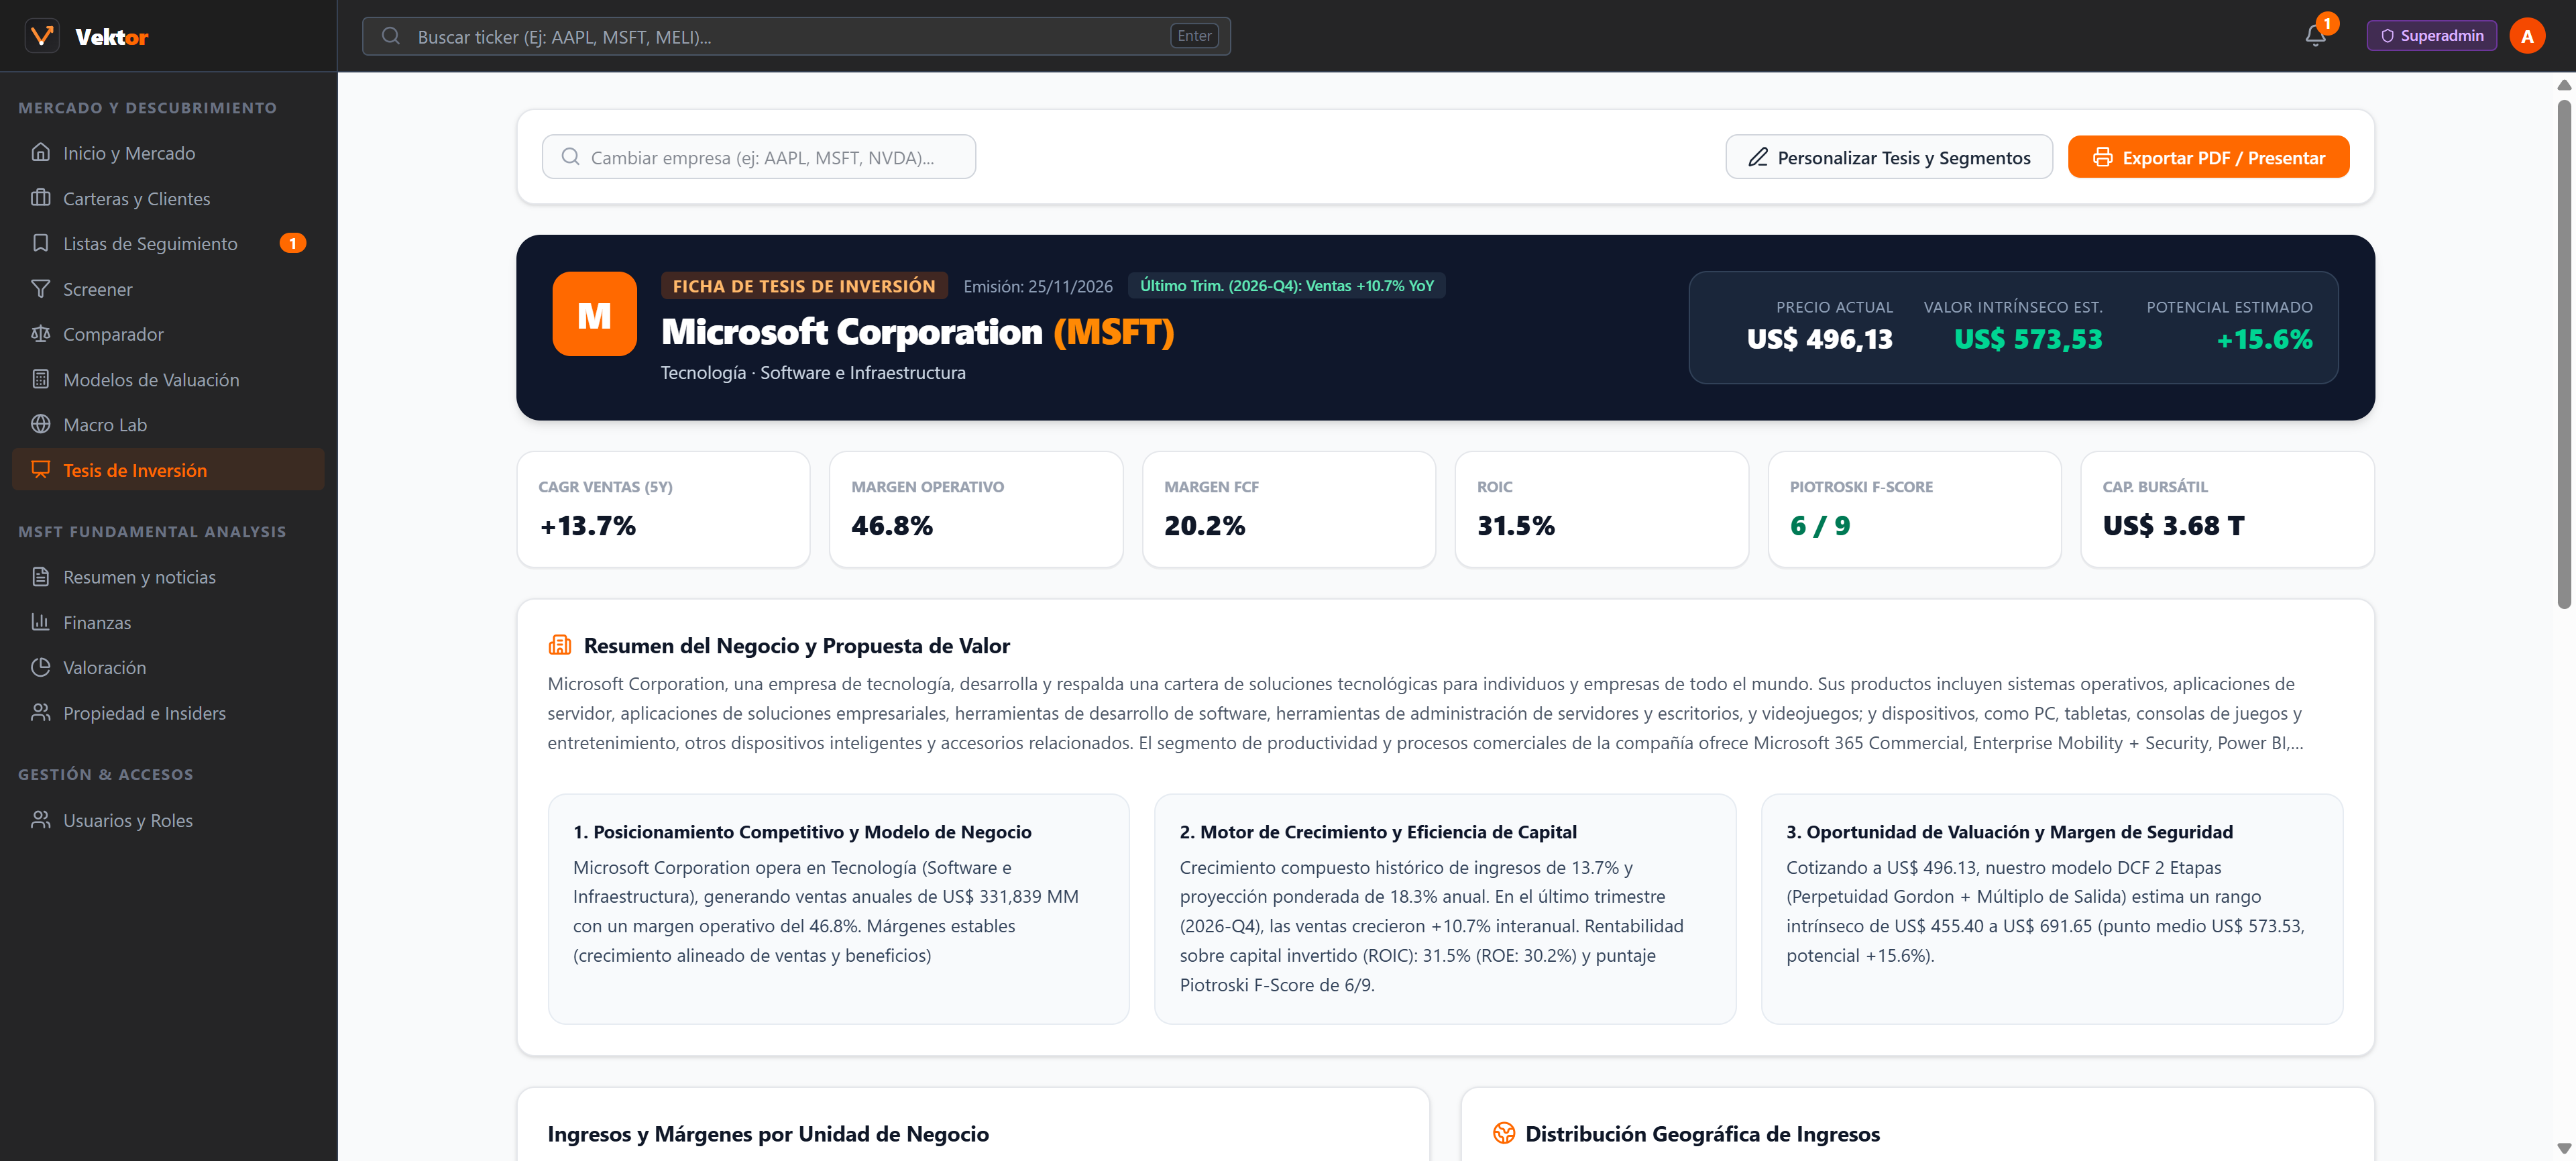 Vektor
Buscar ticker (Ej: AAPL, MSFT, MELI)...
Enter
1
Superadmin
A
MERCADO Y DESCUBRIMIENTO
Inicio y Mercado
Carteras y Clientes
Listas de Seguimiento
1
Screener
Comparador
Modelos de Valuación
Macro Lab
Tesis de Inversión
MSFT FUNDAMENTAL ANALYSIS
Resumen y noticias
Finanzas
Valoración
Propiedad e Insiders
GESTIÓN & ACCESOS
Usuarios y Roles
Cambiar empresa (ej: AAPL, MSFT, NVDA)...
Personalizar Tesis y Segmentos
Exportar PDF / Presentar
M
FICHA DE TESIS DE INVERSIÓN
Emisión: 25/11/2026
Último Trim. (2026-Q4): Ventas +10.7% YoY
Microsoft Corporation (MSFT)
Tecnología · Software e Infraestructura
PRECIO ACTUAL
US$ 496,13
VALOR INTRÍNSECO EST.
US$ 573,53
POTENCIAL ESTIMADO
+15.6%
CAGR VENTAS (5Y)
+13.7%
MARGEN OPERATIVO
46.8%
MARGEN FCF
20.2%
ROIC
31.5%
PIOTROSKI F-SCORE
6 / 9
CAP. BURSÁTIL
US$ 3.68 T
Resumen del Negocio y Propuesta de Valor
Microsoft Corporation, una empresa de tecnología, desarrolla y respalda una cartera de soluciones tecnológicas para individuos y empresas de todo el mundo. Sus productos incluyen sistemas operativos, aplicaciones de
servidor, aplicaciones de soluciones empresariales, herramientas de desarrollo de software, herramientas de administración de servidores y escritorios, y videojuegos; y dispositivos, como PC, tabletas, consolas de juegos y
entretenimiento, otros dispositivos inteligentes y accesorios relacionados. El segmento de productividad y procesos comerciales de la compañía ofrece Microsoft 365 Commercial, Enterprise Mobility + Security, Power BI,...
1. Posicionamiento Competitivo y Modelo de Negocio
Microsoft Corporation opera en Tecnología (Software e
Infraestructura), generando ventas anuales de US$ 331,839 MM
con un margen operativo del 46.8%. Márgenes estables
(crecimiento alineado de ventas y beneficios)
2. Motor de Crecimiento y Eficiencia de Capital
Crecimiento compuesto histórico de ingresos de 13.7% y
proyección ponderada de 18.3% anual. En el último trimestre
(2026-Q4), las ventas crecieron +10.7% interanual. Rentabilidad
sobre capital invertido (ROIC): 31.5% (ROE: 30.2%) y puntaje
Piotroski F-Score de 6/9.
3. Oportunidad de Valuación y Margen de Seguridad
Cotizando a US$ 496.13, nuestro modelo DCF 2 Etapas
(Perpetuidad Gordon + Múltiplo de Salida) estima un rango
intrínseco de US$ 455.40 a US$ 691.65 (punto medio US$ 573.53,
potencial +15.6%).
Ingresos y Márgenes por Unidad de Negocio
Distribución Geográfica de Ingresos